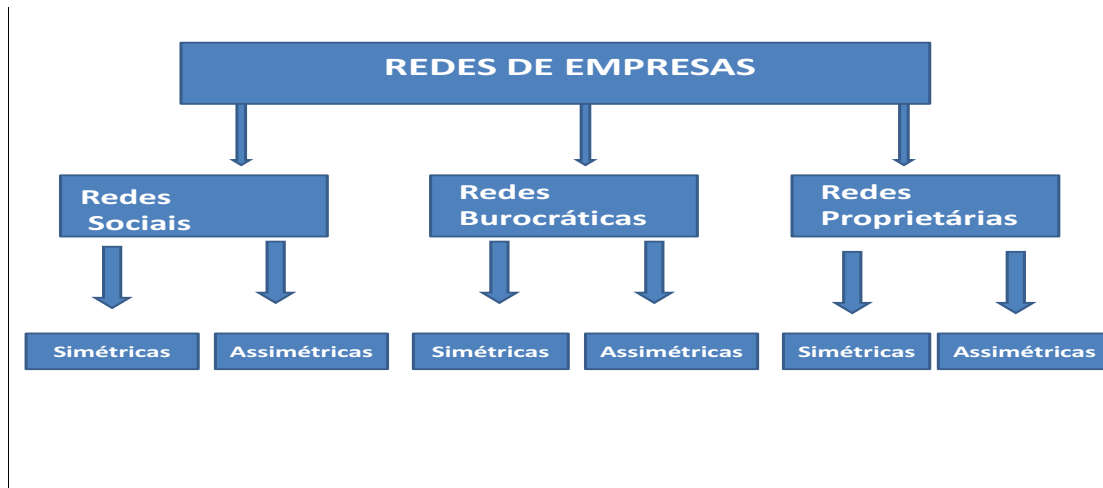 REDES DE EMPRESAS
Redes
Sociais
Redes
Burocráticas
Redes
Proprietárias
Simétricas
Assimétricas
Simétricas
Assimétricas
Simétricas
Assimétricas